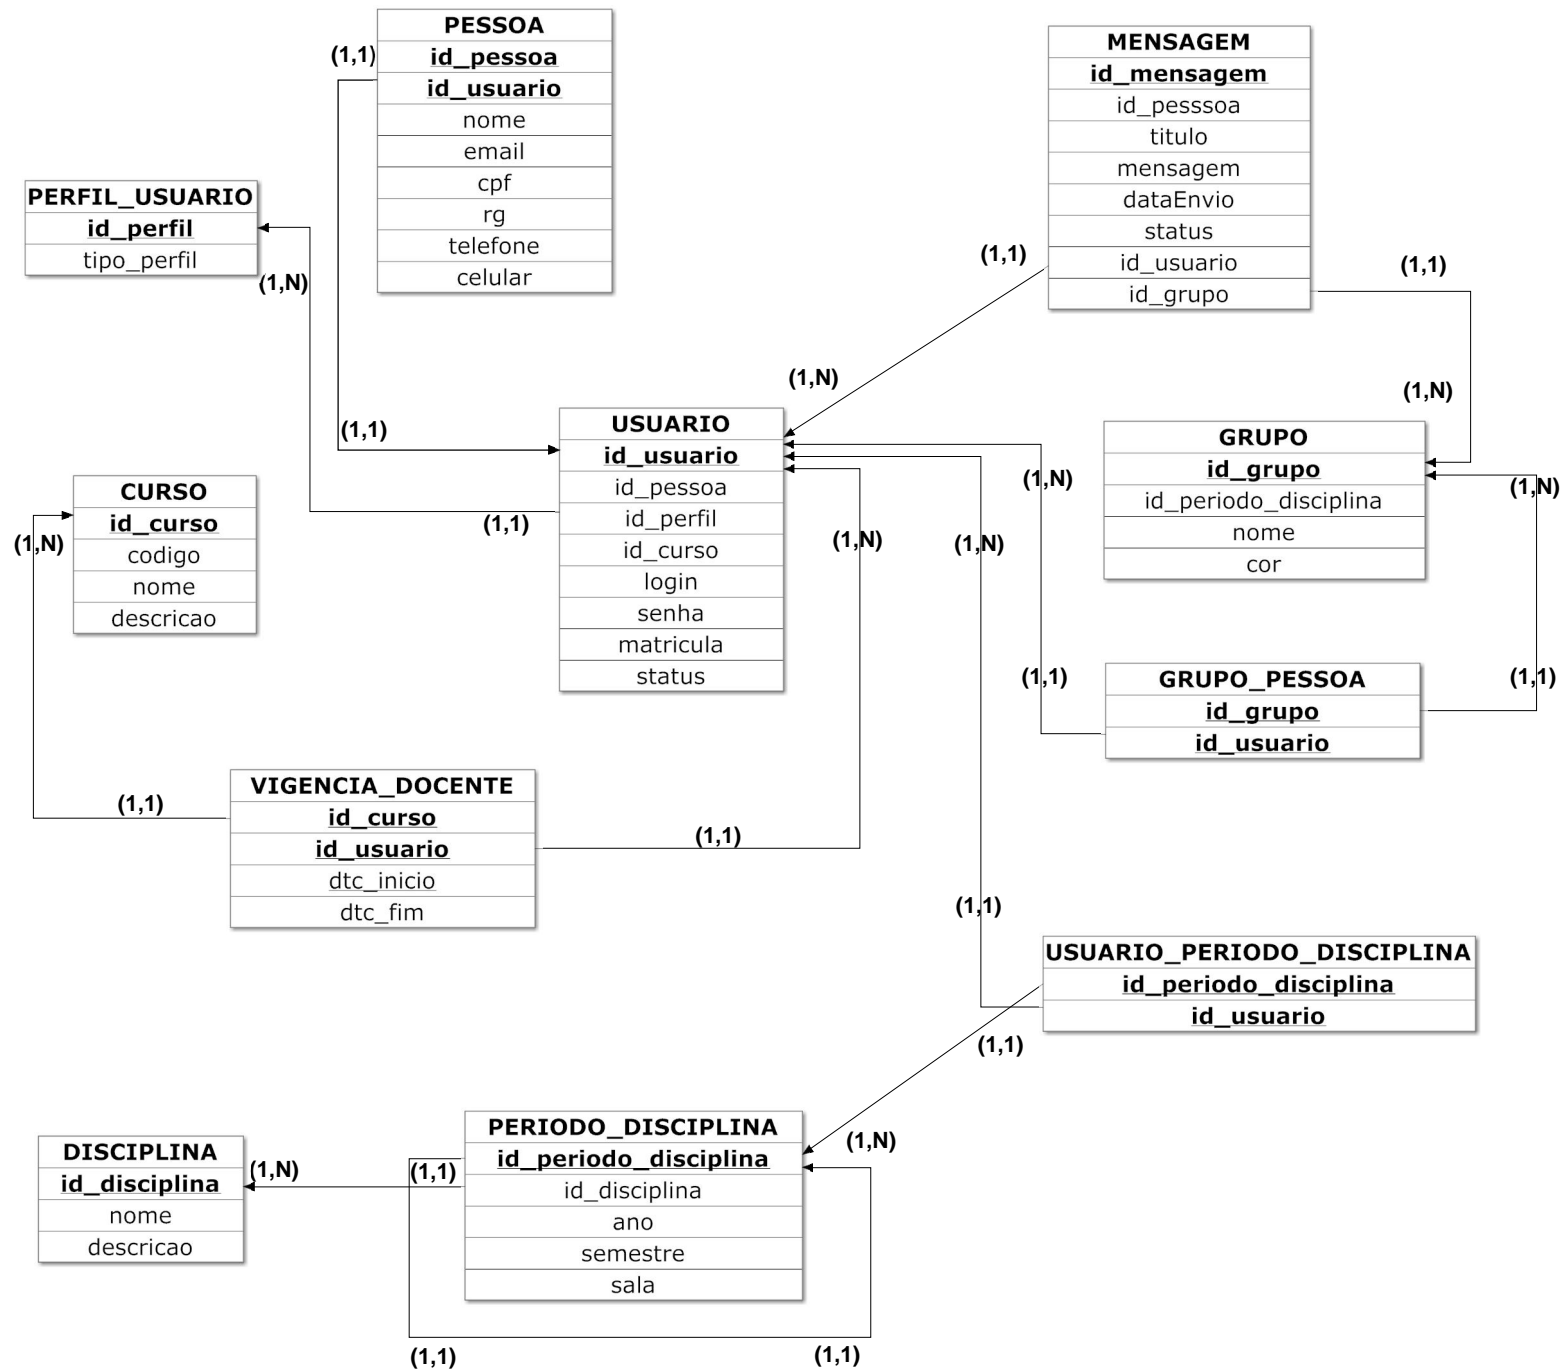 PESSOA
id_pessoa
id_usuario
nome
email
cpf
rg
telefone
celular
(1,1)
(1,1)
MENSAGEM
id_mensagem
id_pesssoa
titulo
mensagem
dataEnvio
status
id_usuario
id_grupo
(1,1)
(1,1)
(1,N)
(1,N)
PERFIL_USUARIO
id_perfil
tipo_perfil
(1,N)
(1,1)
USUARIO
id_usuario
id_pessoa
id_perfil
id_curso
login
senha
matricula
status
(1,N)
(1,N)
(1,N)
GRUPO
id_grupo
id_periodo_disciplina
nome
cor
(1,N)
CURSO
id_curso
codigo
nome
descricao
(1,N)
GRUPO_PESSOA
id_grupo
id_usuario
(1,1)
(1,1)
VIGENCIA_DOCENTE
id_curso
id_usuario
dtc_inicio
dtc_fim
(1,1)
(1,1)
(1,1)
USUARIO_PERIODO_DISCIPLINA
id_periodo_disciplina
id_usuario
(1,1)
DISCIPLINA
id_disciplina
nome
descricao
(1,N)
(1,1)
PERIODO_DISCIPLINA
id_periodo_disciplina
id_disciplina
ano
semestre
sala
(1,N)
(1,1)
(1,1)